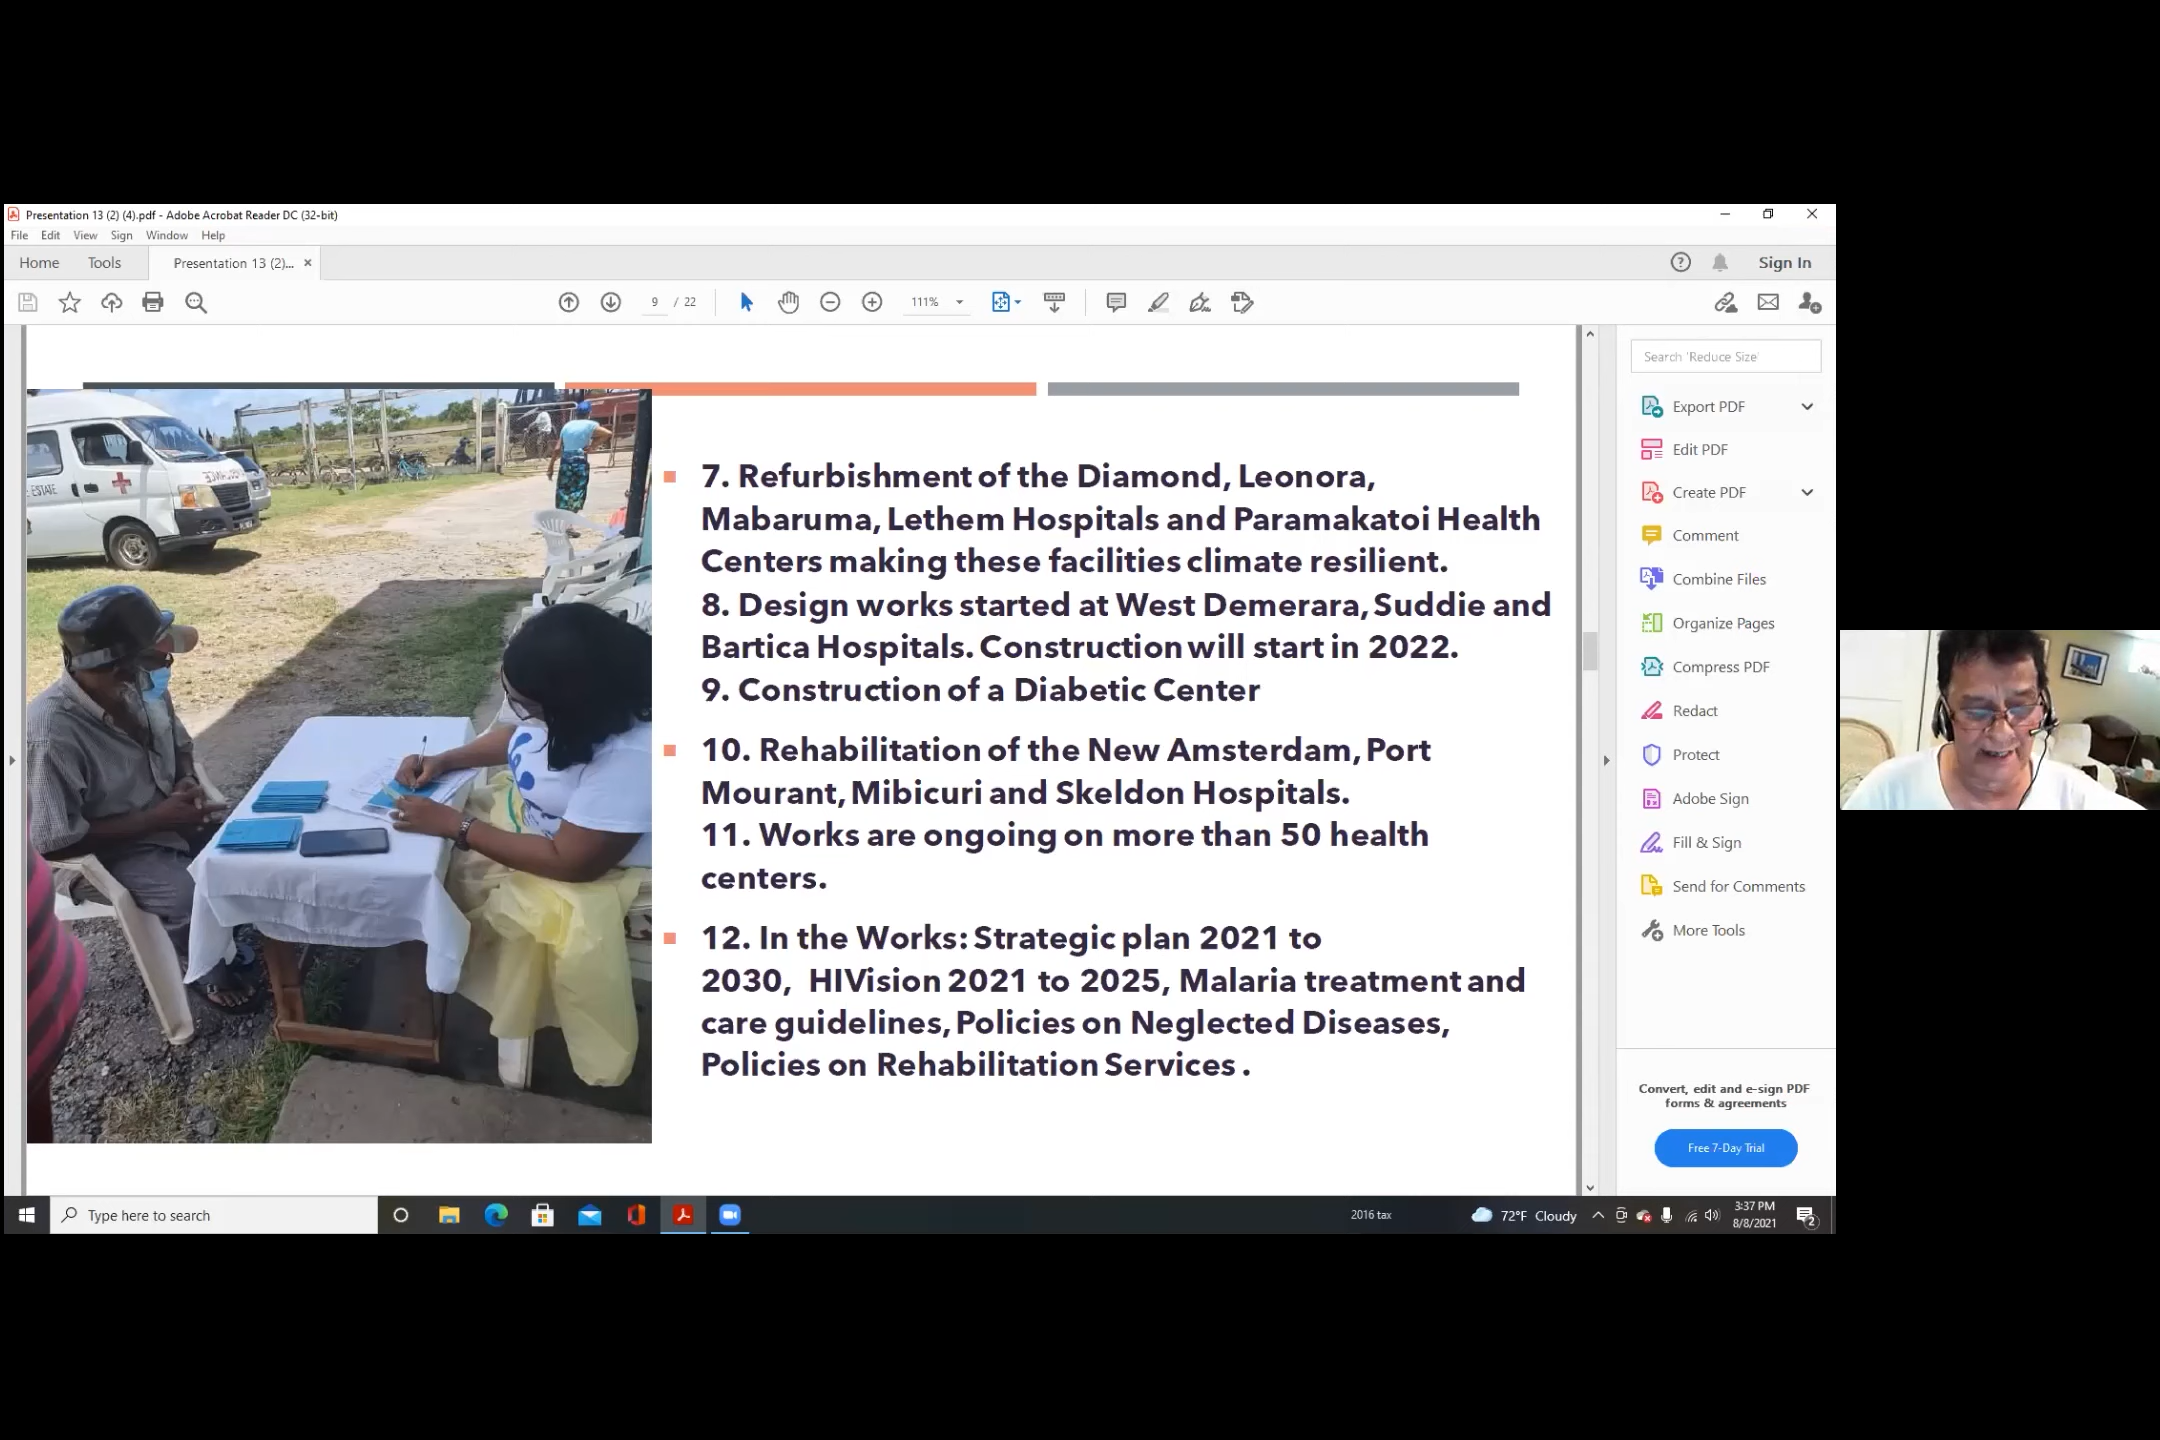 Presentation 13 (2) (4).pdf - Adobe Acrobat Reader DC (32-bit)
File Edit View Sign Window Help
Home Tools Presentation 13 (2)... × Sign In
9 / 22 111%
Search 'Reduce Size'
Export PDF
Edit PDF
Create PDF
Comment
Combine Files
Organize Pages
Compress PDF
Redact
Protect
Adobe Sign
Fill & Sign
Send for Comments
More Tools
Convert, edit and e-sign PDF
forms & agreements
Free 7-Day Trial
ESTATE
AMBULANCE
7. Refurbishment of the Diamond, Leonora,
Mabaruma, Lethem Hospitals and Paramakatoi Health
Centers making these facilities climate resilient.
8. Design works started at West Demerara, Suddie and
Bartica Hospitals. Construction will start in 2022.
9. Construction of a Diabetic Center
10. Rehabilitation of the New Amsterdam, Port
Mourant, Mibicuri and Skeldon Hospitals.
11. Works are ongoing on more than 50 health
centers.
12. In the Works: Strategic plan 2021 to
2030, HIVision 2021 to 2025, Malaria treatment and
care guidelines, Policies on Neglected Diseases,
Policies on Rehabilitation Services .
Type here to search
2016 tax
72°F Cloudy
3:37 PM
8/8/2021
2